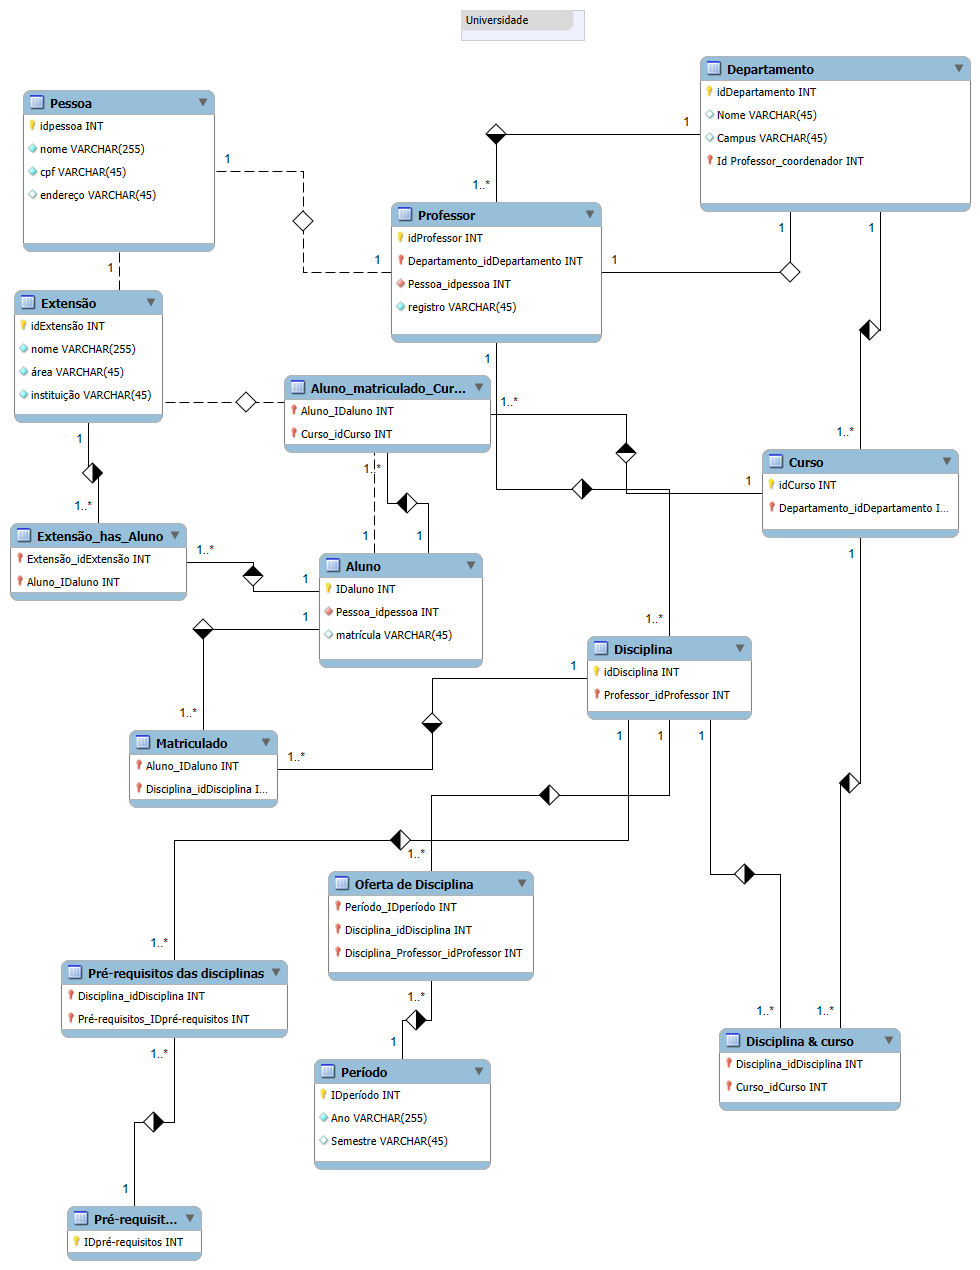 Universidade
Departamento
idDepartamento INT
Nome VARCHAR(45)
Campus VARCHAR(45)
Id Professor_coordenador INT
1
1
1
Pessoa
idpessoa INT
nome VARCHAR(255)
cpf VARCHAR(45)
endereço VARCHAR(45)
1
1
1..*
Professor
idProfessor INT
Departamento_idDepartamento INT
Pessoa_idpessoa INT
registro VARCHAR(45)
1
1
1
Extensão
idExtensão INT
nome VARCHAR(255)
área VARCHAR(45)
instituição VARCHAR(45)
1
Aluno_matriculado_Cur...
Aluno_IDaluno INT
Curso_idCurso INT
1..*
1..*
1..*
Curso
idCurso INT
Departamento_idDepartamento I...
1
1
1..*
Extensão_has_Aluno
Extensão_idExtensão INT
Aluno_IDaluno INT
1..*
1
1
Aluno
IDaluno INT
Pessoa_idpessoa INT
matrícula VARCHAR(45)
1
1
1..*
Disciplina
idDisciplina INT
Professor_idProfessor INT
1
1
1
1
1..*
Matriculado
Aluno_IDaluno INT
Disciplina_idDisciplina I...
1..*
1..*
Oferta de Disciplina
Período_IDperíodo INT
Disciplina_idDisciplina INT
Disciplina_Professor_idProfessor INT
1..*
1..*
Pré-requisitos das disciplinas
Disciplina_idDisciplina INT
Pré-requisitos_IDpré-requisitos INT
1..*
1..*
1..*
Disciplina & curso
Disciplina_idDisciplina INT
Curso_idCurso INT
1
Período
IDperíodo INT
Ano VARCHAR(255)
Semestre VARCHAR(45)
1
Pré-requisit...
IDpré-requisitos INT